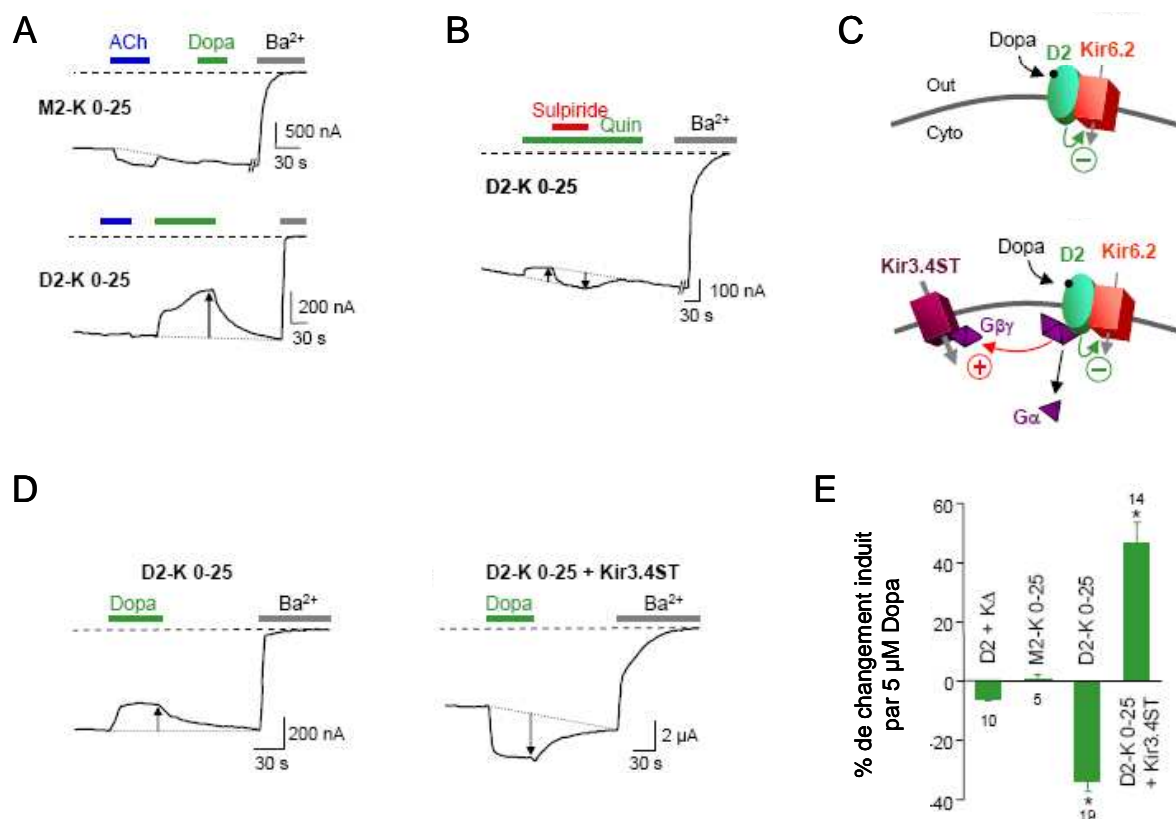 A
ACh Dopa Ba²⁺
M2-K 0-25
500 nA
30 s
D2-K 0-25
200 nA
30 s
B
Sulpiride
Quin Ba²⁺
D2-K 0-25
100 nA
30 s
C
Dopa D2 Kir6.2
Out
Cyto
−
Dopa D2
Kir3.4ST Kir6.2
Gβγ
+ −
Gα
D
D2-K 0-25
Dopa Ba²⁺
200 nA
30 s
D2-K 0-25 + Kir3.4ST
Dopa Ba²⁺
2 µA
30 s
E
% de changement induit
par 5 µM Dopa
60
40
20
0
-20
-40
D2 + KΔ
10
M2-K 0-25
5
D2-K 0-25
*
19
14
*
D2-K 0-25
+ Kir3.4ST